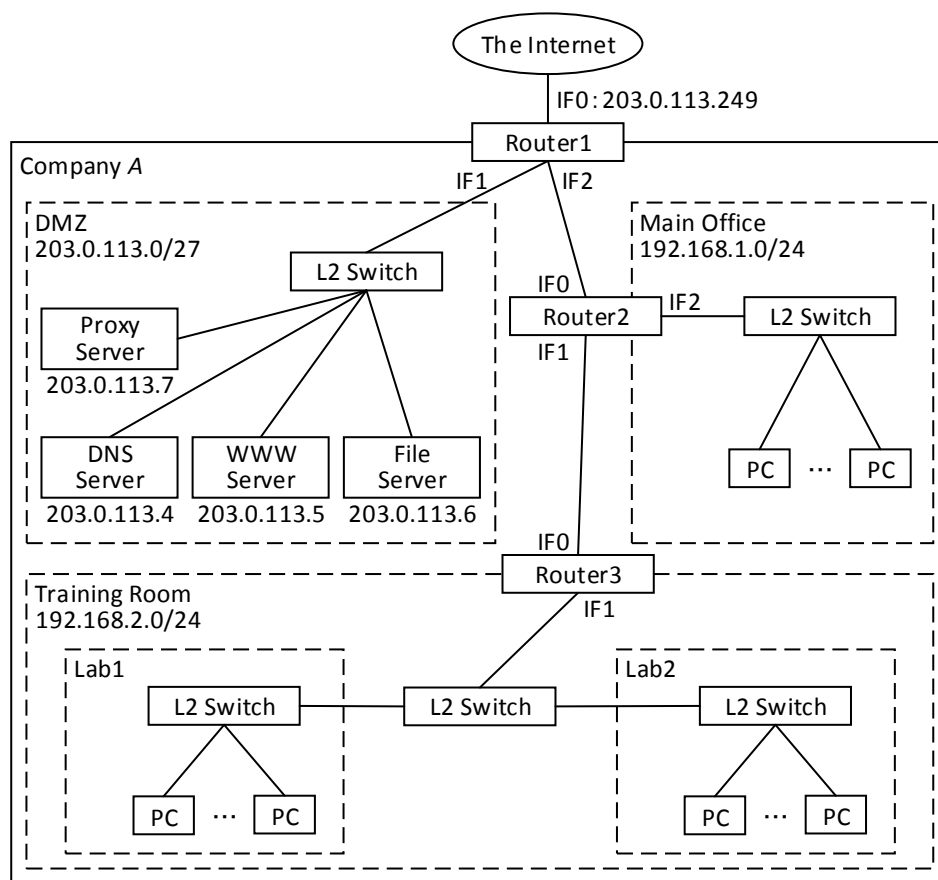 The Internet
IF0：203.0.113.249
Router1
Company A
IF1
IF2
DMZ
203.0.113.0/27
L2 Switch
Proxy
Server
203.0.113.7
DNS
Server
203.0.113.4
WWW
Server
203.0.113.5
File
Server
203.0.113.6
Main Office
192.168.1.0/24
IF0
Router2
IF2
IF1
L2 Switch
PC
...
PC
IF0
Router3
IF1
Training Room
192.168.2.0/24
Lab1
L2 Switch
PC
...
PC
L2 Switch
Lab2
L2 Switch
PC
...
PC